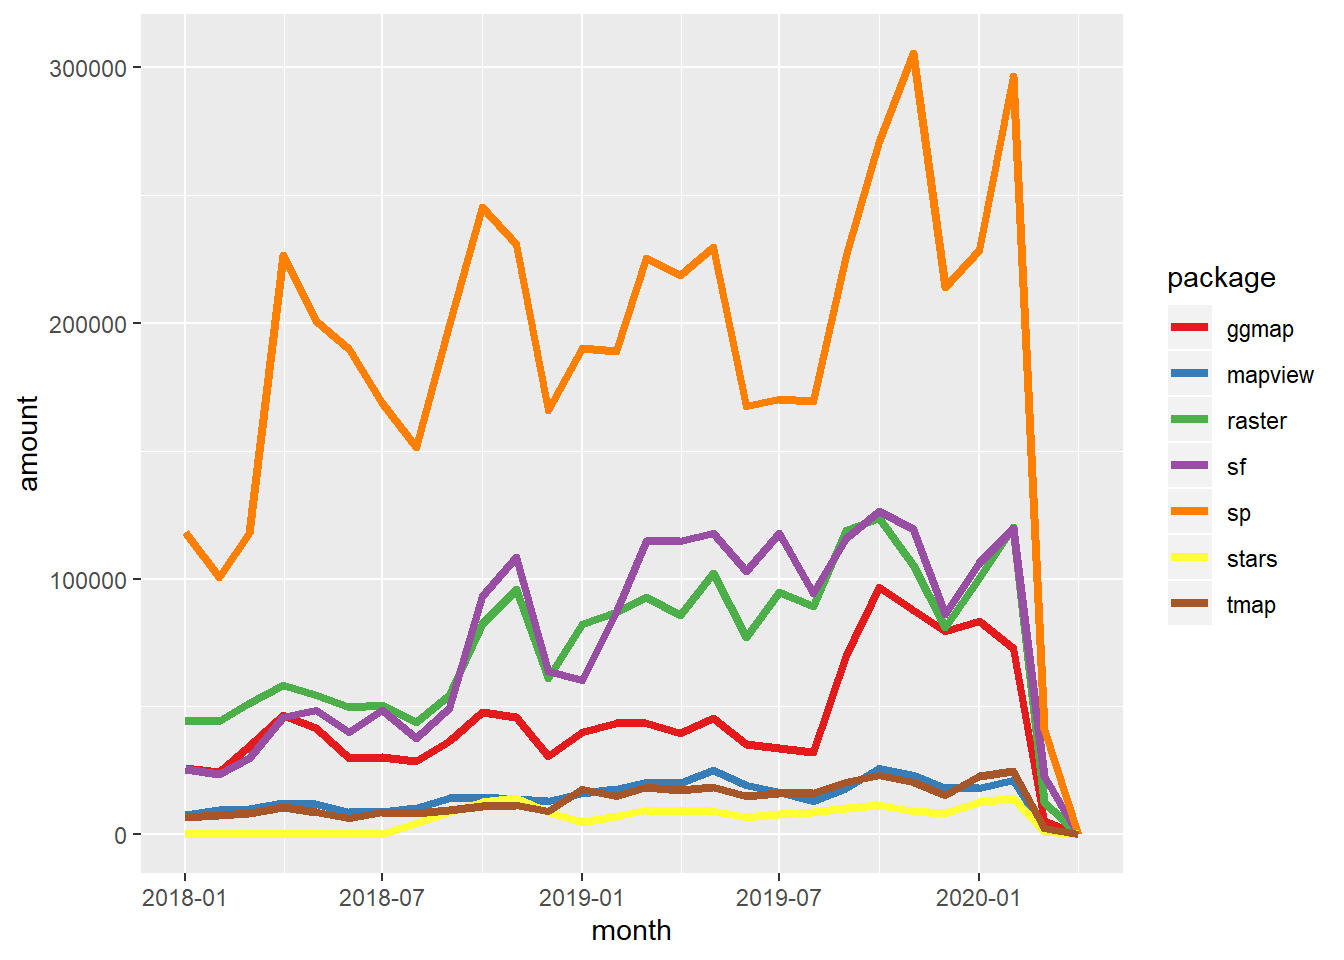 300000
200000
100000
0
amount
2018-01 2018-07 2019-01 2019-07 2020-01
month
package
ggmap
mapview
raster
sf
sp
stars
tmap